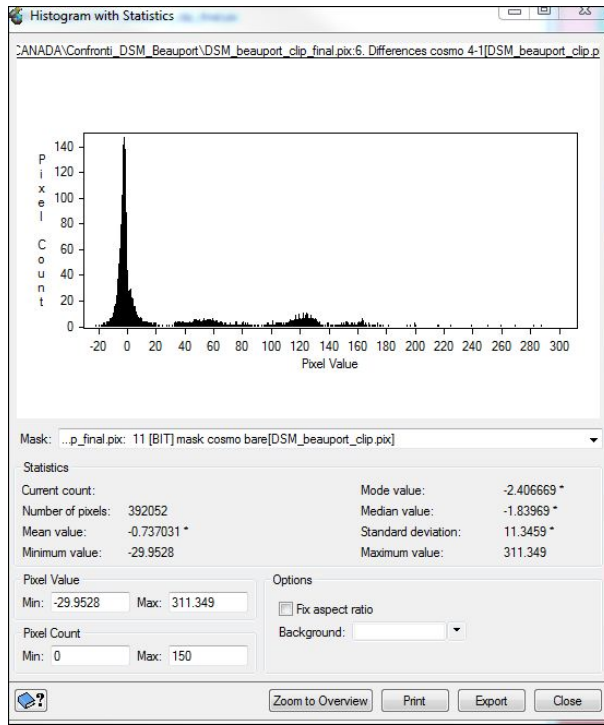 Histogram with Statistics
CANADA\Confronti_DSM_Beauport\DSM_beauport_clip_final.pix:6. Differences cosmo 4-1[DSM_beauport_clip.p
Pixel Count
140
120
100
80
60
40
20
0
-20 0 20 40 60 80 100 120 140 160 180 200 220 240 260 280 300
Pixel Value
Mask: ...p_final.pix: 11 [BIT] mask cosmo bare[DSM_beauport_clip.pix]
Statistics
Current count: Mode value: -2.406669 *
Number of pixels: 392052 Median value: -1.83969 *
Mean value: -0.737031 * Standard deviation: 11.3459 *
Minimum value: -29.9528 Maximum value: 311.349
Pixel Value Options
Min: -29.9528 Max: 311.349 Fix aspect ratio
Pixel Count Background:
Min: 0 Max: 150
? Zoom to Overview Print Export Close